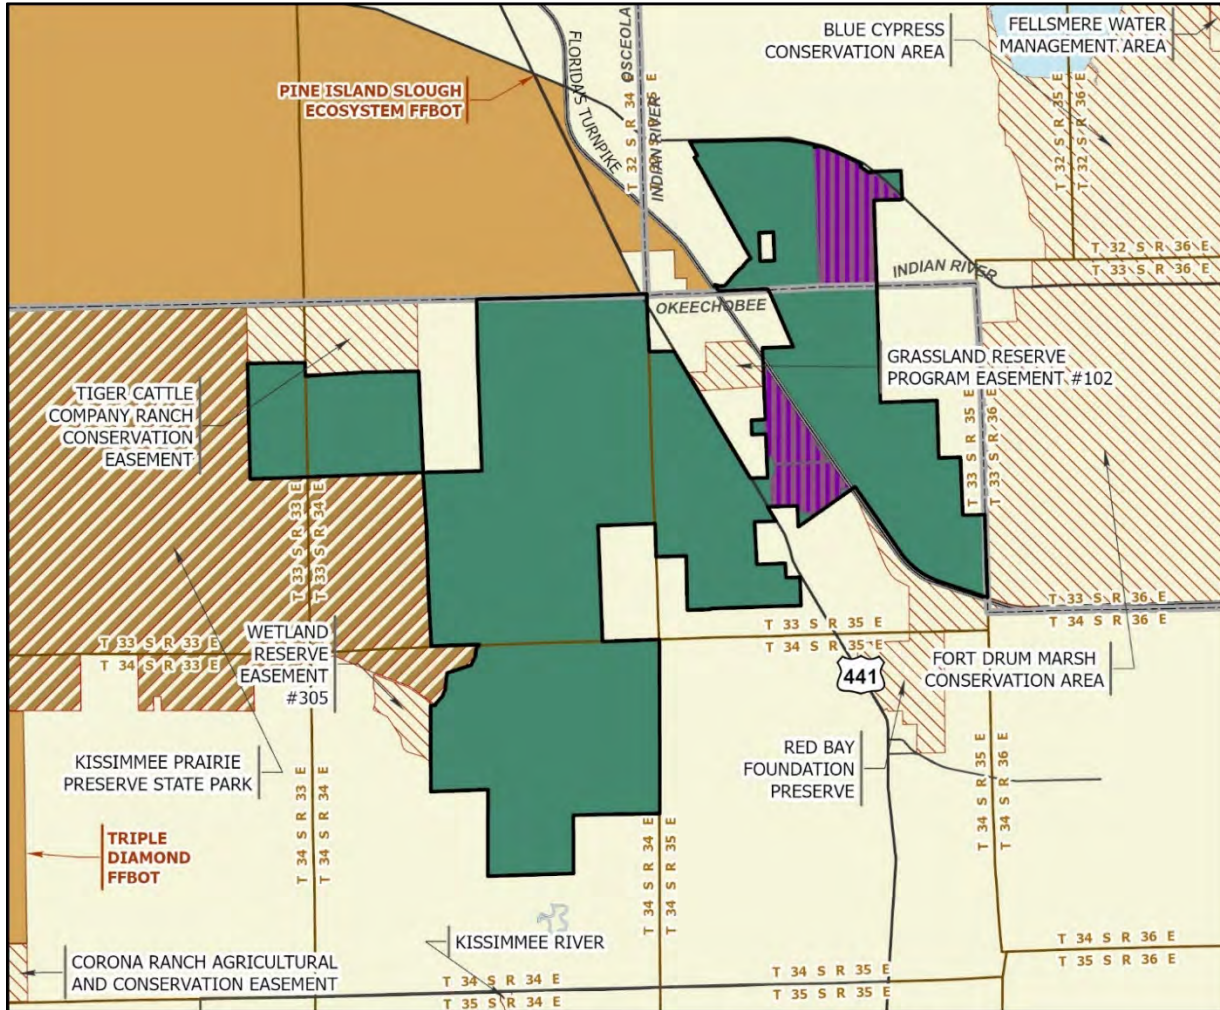 BLUE CYPRESS
CONSERVATION AREA
FELLSMERE WATER
MANAGEMENT AREA
OSCEOLA
FLORIDA'S TURNPIKE
PINE ISLAND SLOUGH
ECOSYSTEM FFBOT
T 32 S R 34 E
T 32 S R 35 E
INDIAN RIVER
T 32 S R 35 E
T 32 S R 36 E
T 32 S R 36 E
T 33 S R 36 E
INDIAN RIVER
OKEECHOBEE
GRASSLAND RESERVE
PROGRAM EASEMENT #102
TIGER CATTLE
COMPANY RANCH
CONSERVATION
EASEMENT
T 33 S R 35 E
T 33 S R 36 E
T 33 S R 33 E
T 33 S R 34 E
T 33 S R 36 E
T 34 S R 36 E
T 33 S R 35 E
T 34 S R 35 E
T 33 S R 33 E
T 34 S R 33 E
WETLAND
RESERVE
EASEMENT
#305
FORT DRUM MARSH
CONSERVATION AREA
441
KISSIMMEE PRAIRIE
PRESERVE STATE PARK
RED BAY
FOUNDATION
PRESERVE
T 34 S R 33 E
T 34 S R 34 E
T 34 S R 35 E
T 34 S R 36 E
TRIPLE
DIAMOND
FFBOT
T 34 S R 34 E
T 34 S R 35 E
KISSIMMEE RIVER
CORONA RANCH AGRICULTURAL
AND CONSERVATION EASEMENT
T 34 S R 34 E
T 35 S R 34 E
T 34 S R 35 E
T 35 S R 35 E
T 34 S R 36 E
T 35 S R 36 E